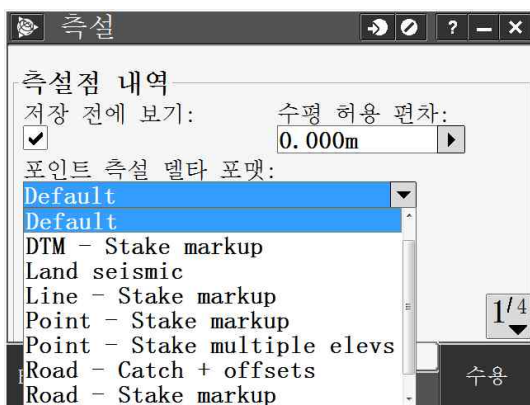 측설
? – ×
측설점 내역
저장 전에 보기: 수평 허용 편차:
0.000m
포인트 측설 델타 포맷:
Default
Default
DTM - Stake markup
Land seismic
Line - Stake markup
Point - Stake markup
Point - Stake multiple elevs
Road - Catch + offsets
Road - Stake markup
1/4
수용